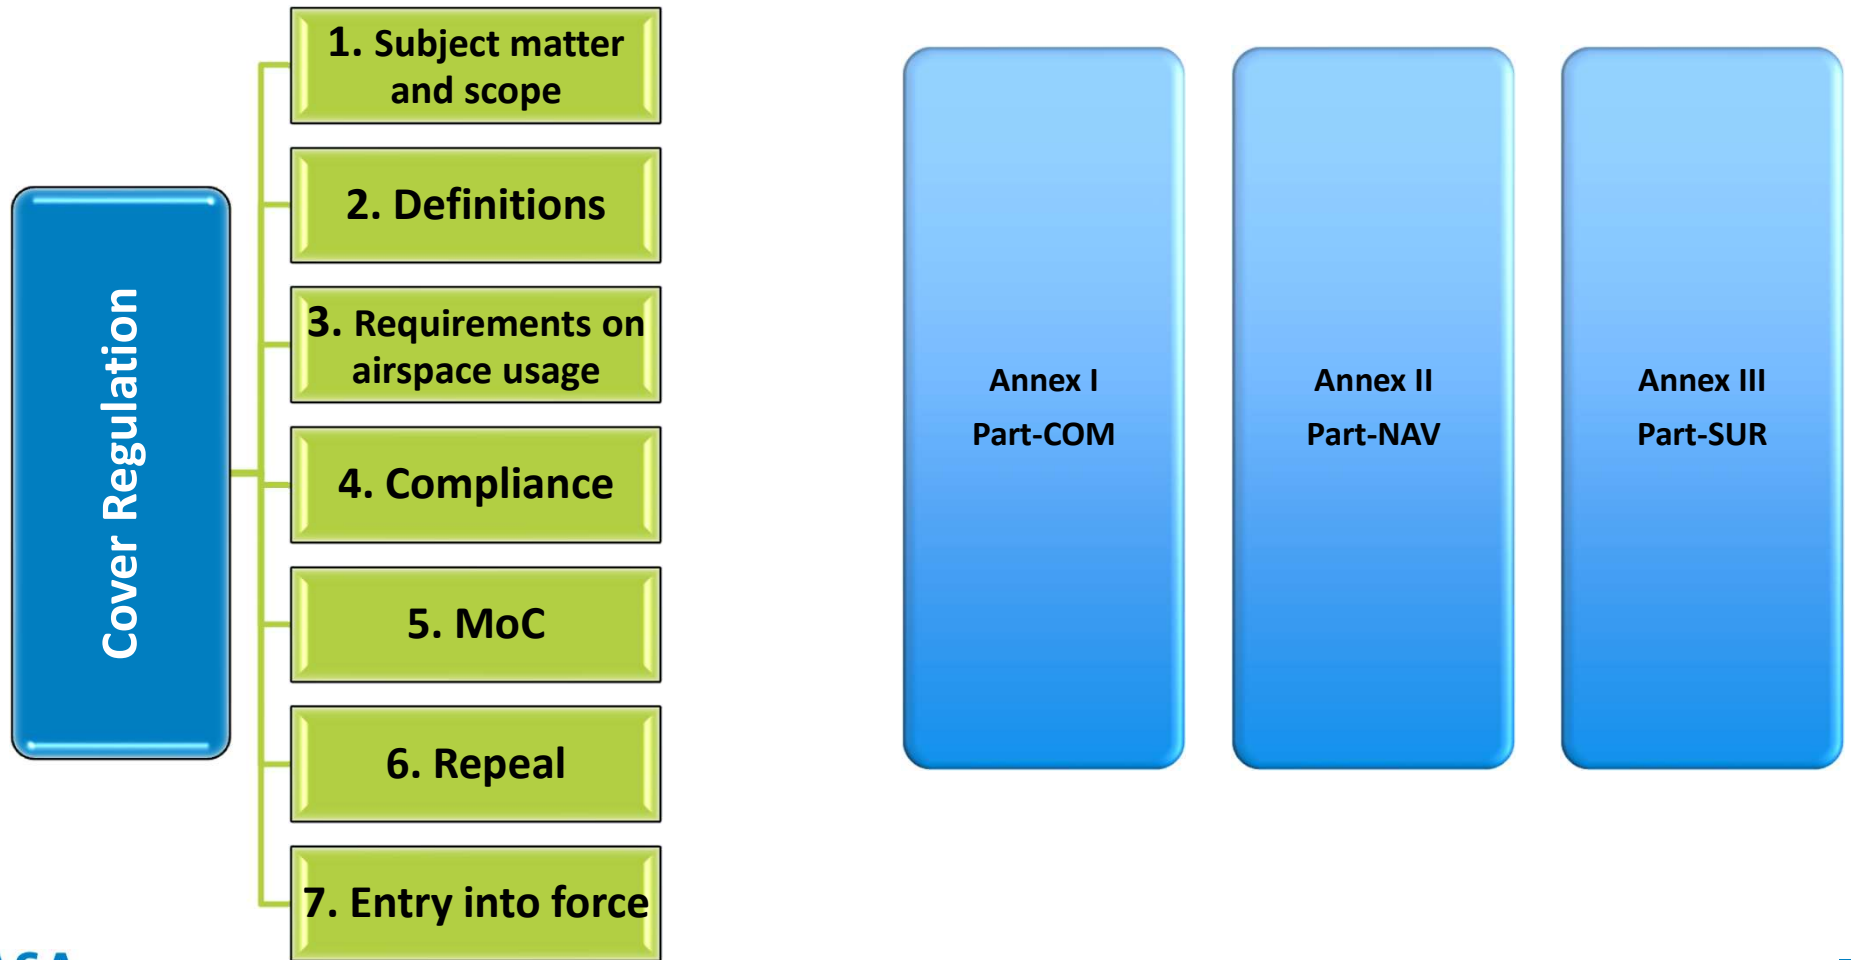 Cover Regulation
1. Subject matter
and scope
2. Definitions
3. Requirements on
airspace usage
4. Compliance
5. MoC
6. Repeal
7. Entry into force
Annex I
Part-COM
Annex II
Part-NAV
Annex III
Part-SUR